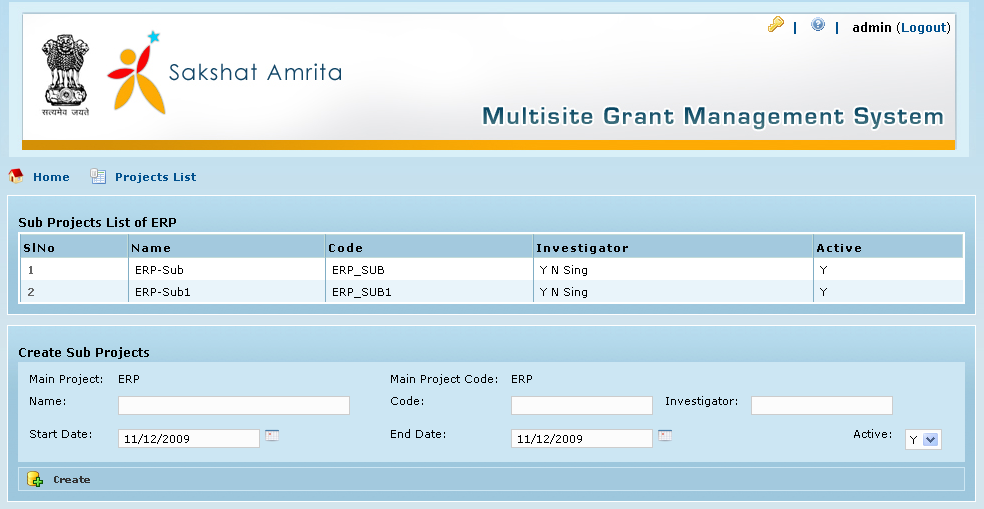 | | admin (Logout)
Sakshat Amrita
सत्यमेव जयते
Multisite Grant Management System
Home Projects List
Sub Projects List of ERP
SlNo Name Code Investigator Active
1 ERP-Sub ERP_SUB Y N Sing Y
2 ERP-Sub1 ERP_SUB1 Y N Sing Y
Create Sub Projects
Main Project: ERP Main Project Code: ERP
Name: Code: Investigator:
Start Date: 11/12/2009 End Date: 11/12/2009 Active: Y
Create